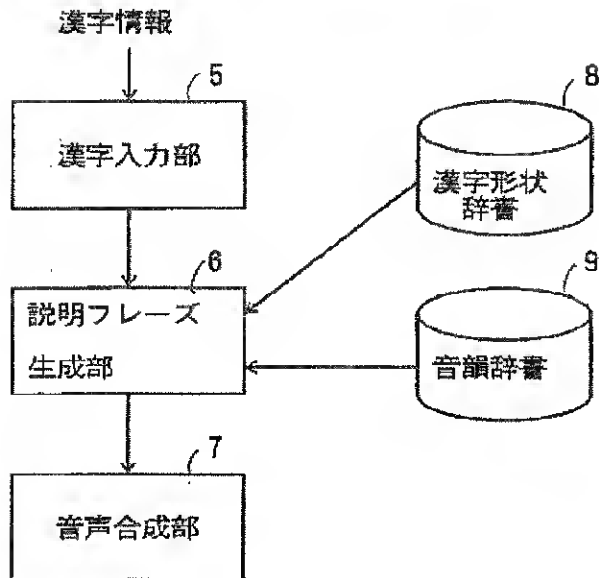 漢字情報
5
漢字入力部
8
漢字形状
辞書
6
説明フレーズ
生成部
9
音韻辞書
7
音声合成部